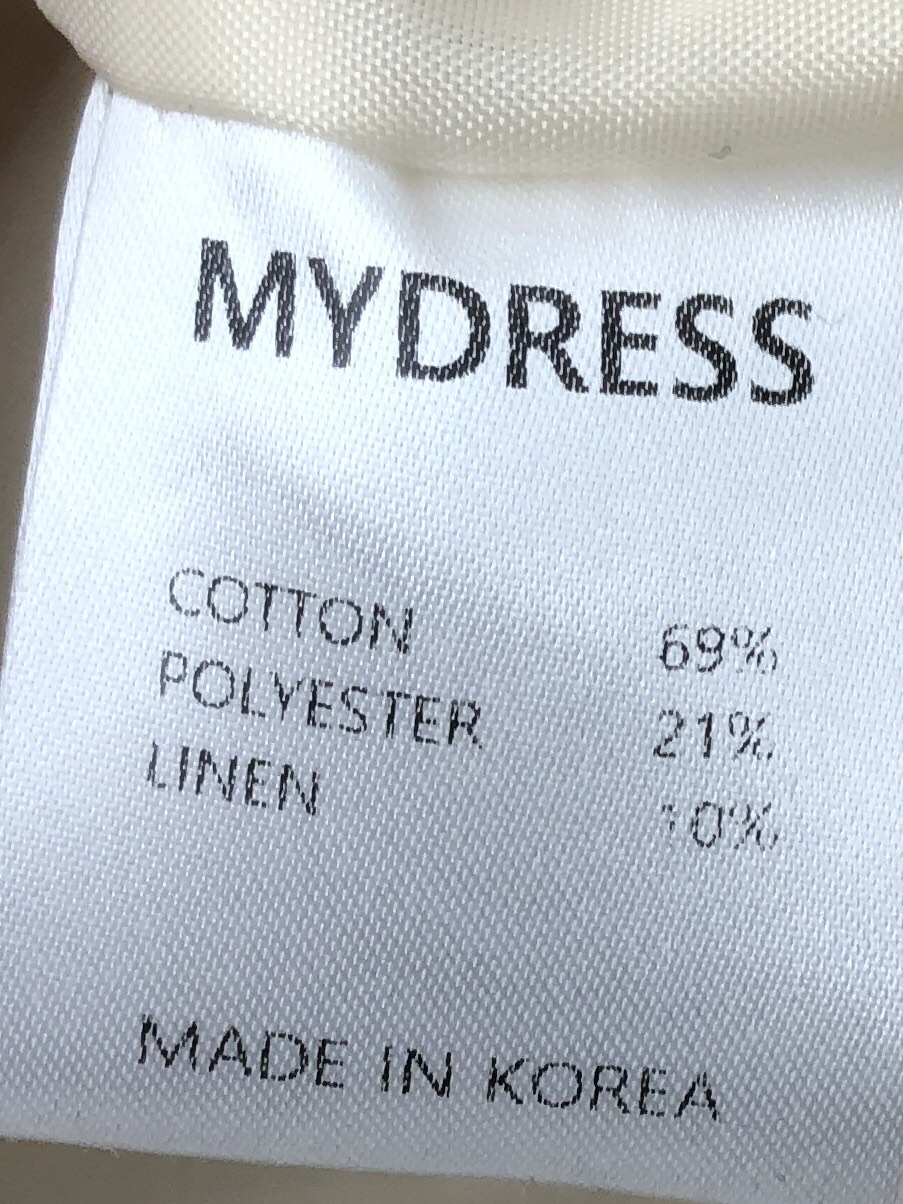 MYDRESS
COTTON 69%
POLYESTER 21%
LINEN 10%
MADE IN KOREA